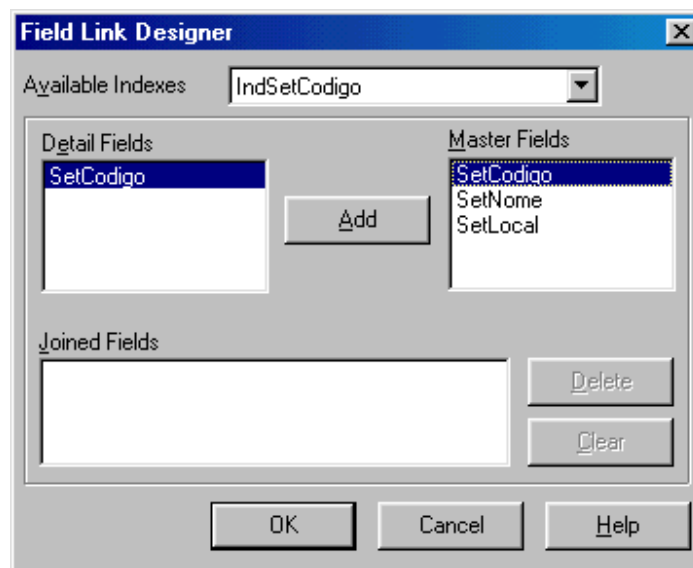 Field Link Designer
Available Indexes
IndSetCodigo
Detail Fields
Master Fields
SetCodigo
SetCodigo
SetNome
SetLocal
Add
Joined Fields
Delete
Clear
OK
Cancel
Help